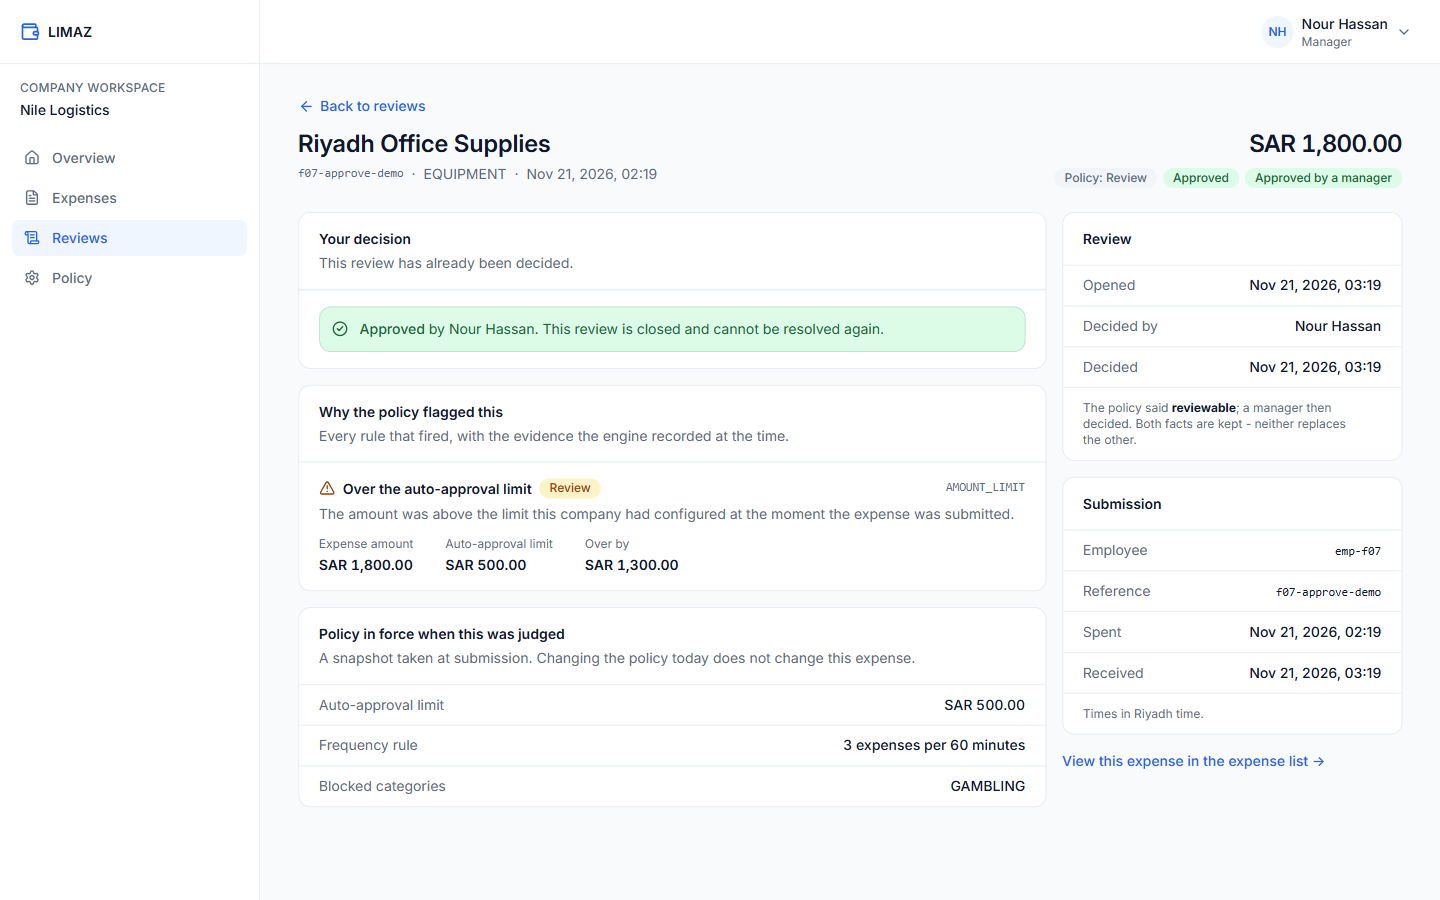 LIMAZ
NH
Nour Hassan
Manager
COMPANY WORKSPACE
Nile Logistics
Overview
Expenses
Reviews
Policy
← Back to reviews
Riyadh Office Supplies
f07-approve-demo · EQUIPMENT · Nov 21, 2026, 02:19
SAR 1,800.00
Policy: Review Approved Approved by a manager
Your decision
This review has already been decided.
Approved by Nour Hassan. This review is closed and cannot be resolved again.
Why the policy flagged this
Every rule that fired, with the evidence the engine recorded at the time.
Over the auto-approval limit Review AMOUNT_LIMIT
The amount was above the limit this company had configured at the moment the expense was submitted.
Expense amount Auto-approval limit Over by
SAR 1,800.00 SAR 500.00 SAR 1,300.00
Policy in force when this was judged
A snapshot taken at submission. Changing the policy today does not change this expense.
Auto-approval limit SAR 500.00
Frequency rule 3 expenses per 60 minutes
Blocked categories GAMBLING
Review
Opened Nov 21, 2026, 03:19
Decided by Nour Hassan
Decided Nov 21, 2026, 03:19
The policy said reviewable; a manager then
decided. Both facts are kept - neither replaces
the other.
Submission
Employee emp-f07
Reference f07-approve-demo
Spent Nov 21, 2026, 02:19
Received Nov 21, 2026, 03:19
Times in Riyadh time.
View this expense in the expense list →